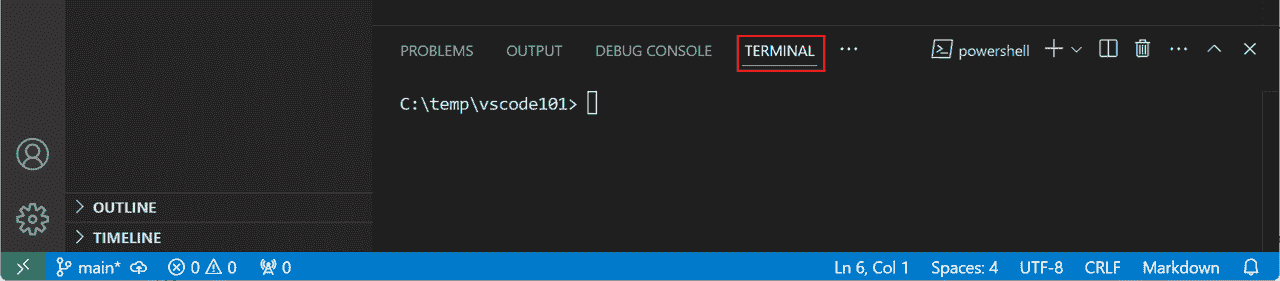 PROBLEMS OUTPUT DEBUG CONSOLE TERMINAL ··· powershell
C:\temp\vscode101>
OUTLINE
TIMELINE
main* 0 0 0 Ln 6, Col 1 Spaces: 4 UTF-8 CRLF Markdown